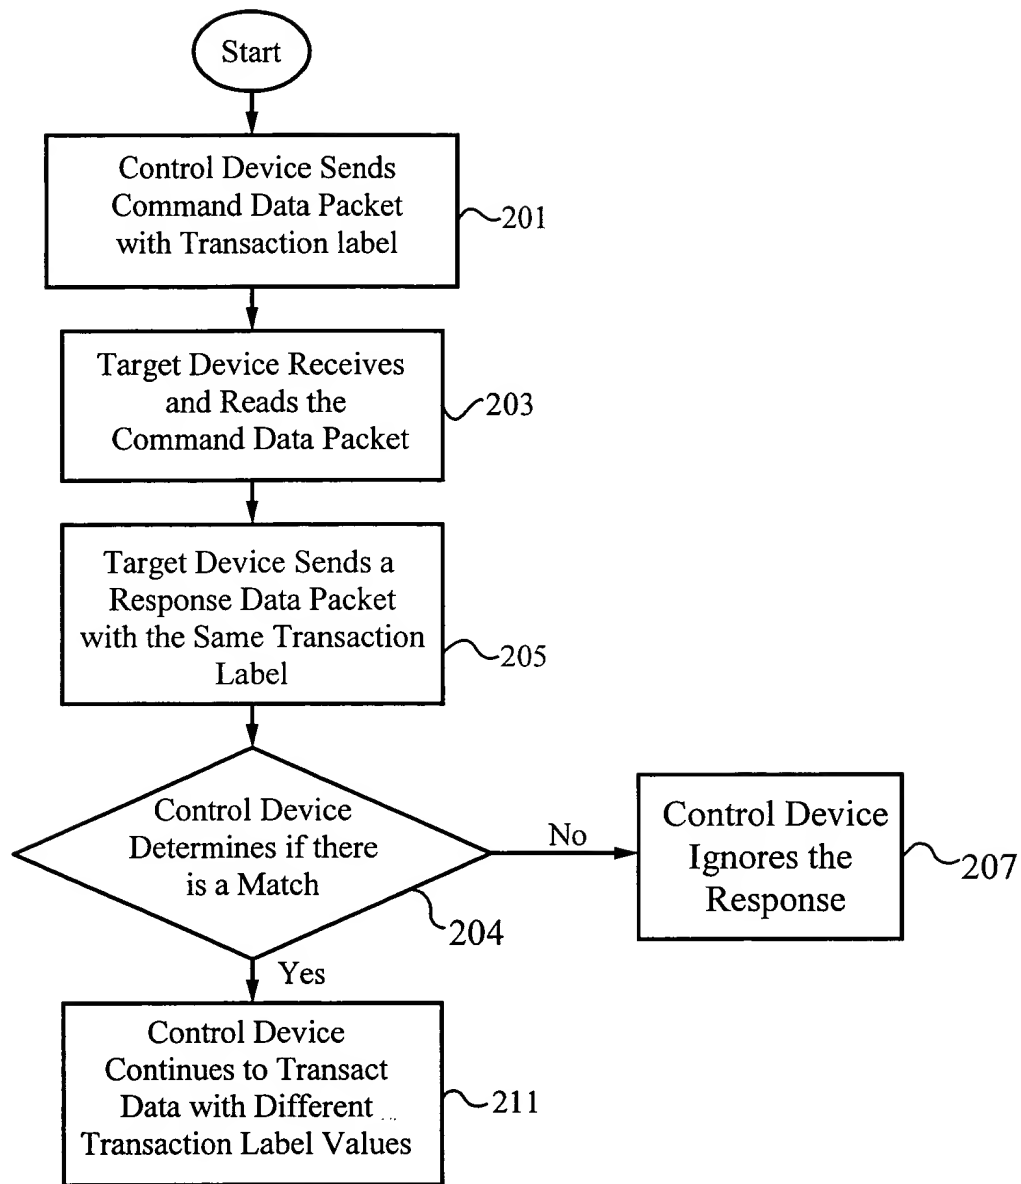 Start
Control Device Sends
Command Data Packet
with Transaction label
201
Target Device Receives
and Reads the
Command Data Packet
203
Target Device Sends a
Response Data Packet
with the Same Transaction
Label
205
Control Device
Determines if there
is a Match
204
No
Control Device
Ignores the
Response
207
Yes
Control Device
Continues to Transact
Data with Different
Transaction Label Values
211